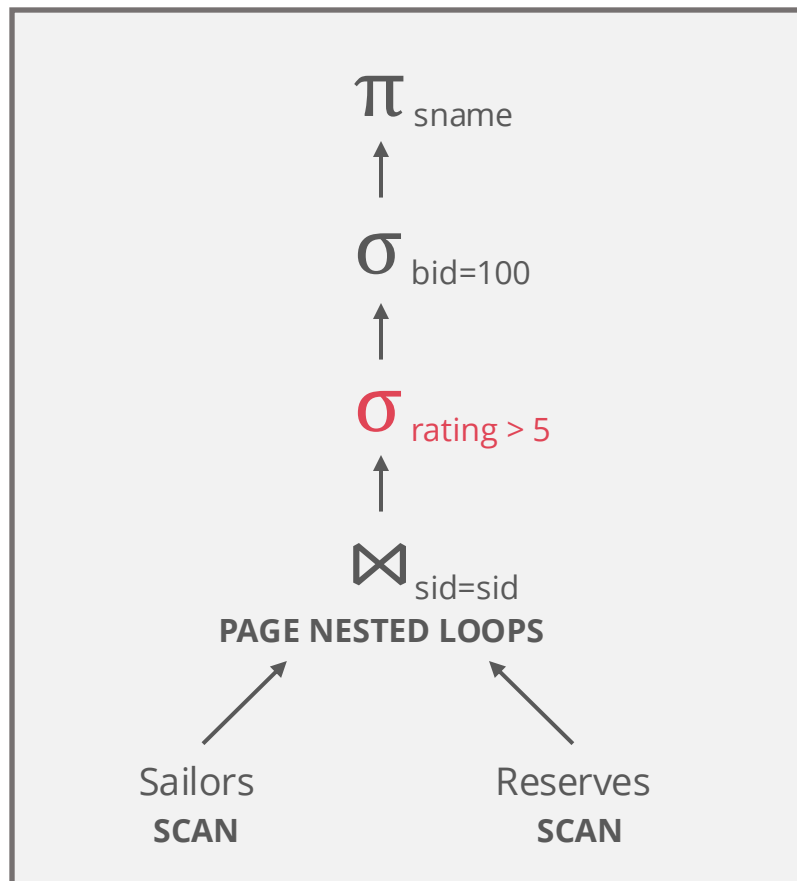 π sname
σ bid=100
σ rating > 5
⋈ sid=sid
PAGE NESTED LOOPS
Sailors Reserves
SCAN SCAN